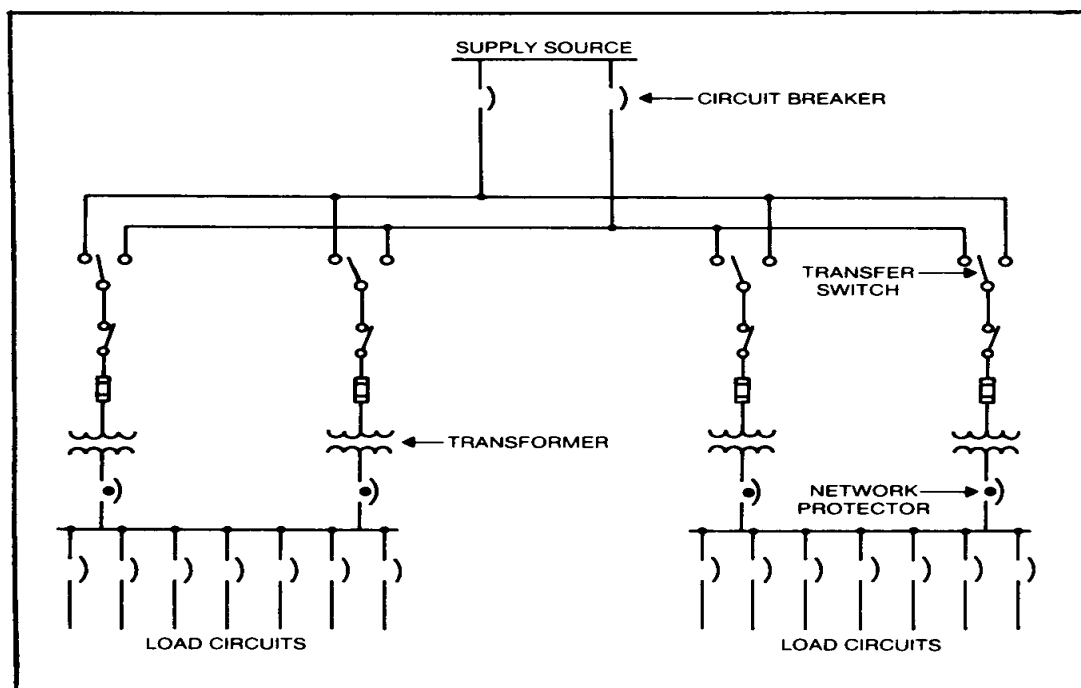 SUPPLY SOURCE
CIRCUIT BREAKER
TRANSFER
SWITCH
TRANSFORMER
NETWORK
PROTECTOR
LOAD CIRCUITS
LOAD CIRCUITS